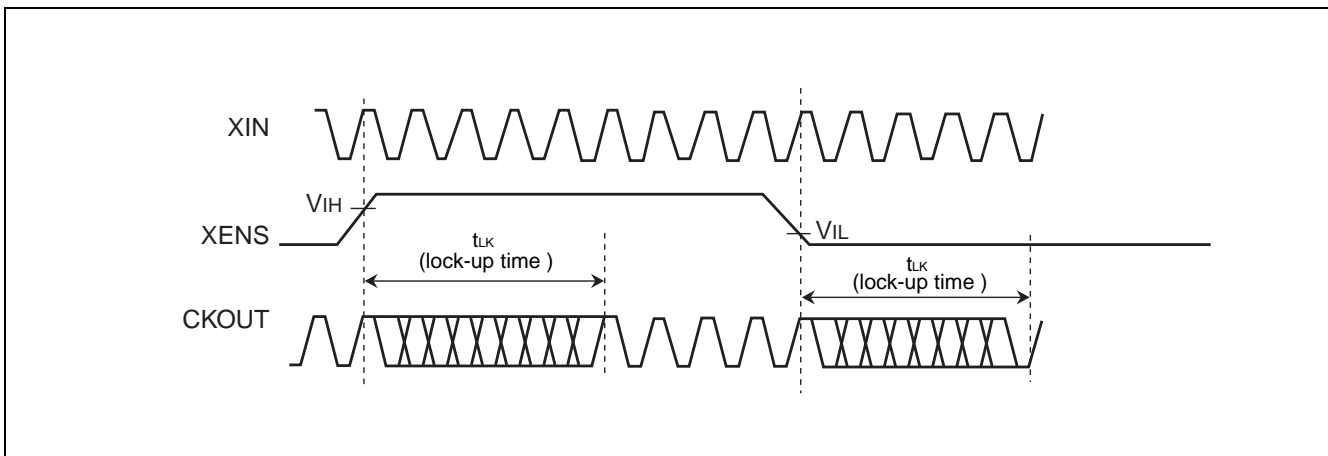 XIN
VIH
XENS
VIL
tLK
(lock-up time )
tLK
(lock-up time )
CKOUT